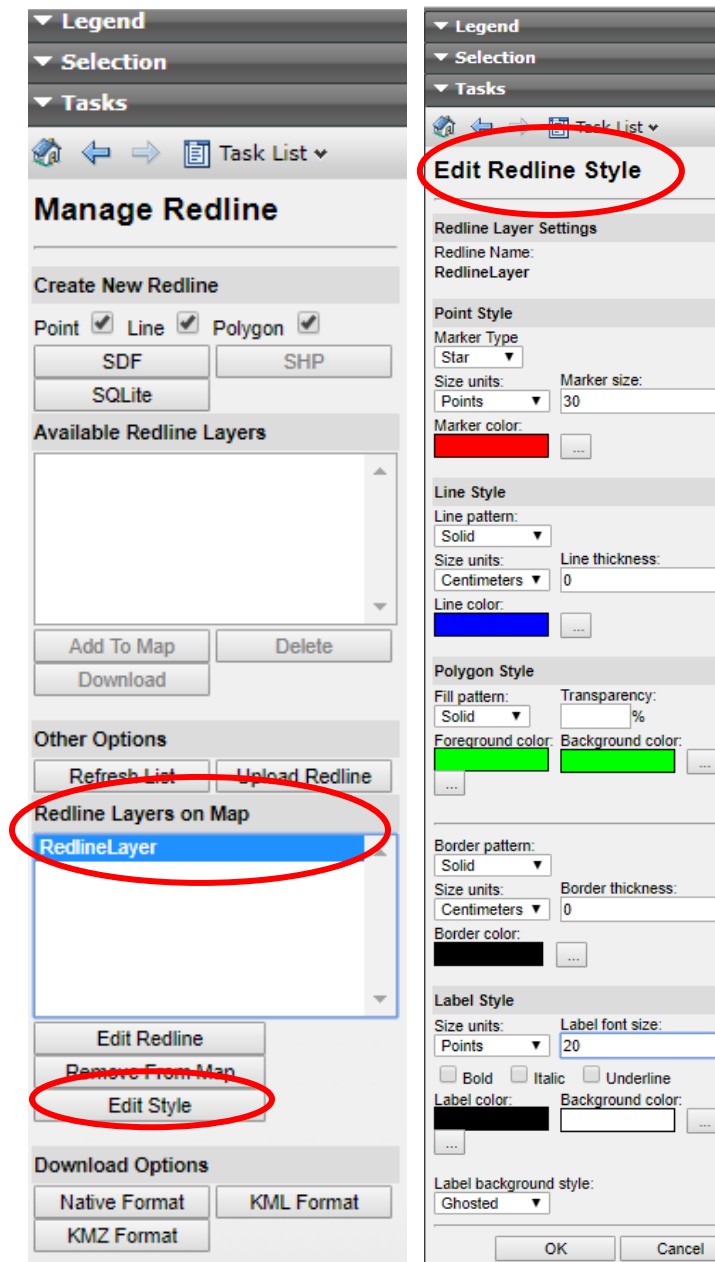 Legend
Selection
Tasks
Task List
Manage Redline
Create New Redline
Point Line Polygon
SDF SHP
SQLite
Available Redline Layers
Add To Map Delete
Download
Other Options
Refresh List Upload Redline
Redline Layers on Map
RedlineLayer
Edit Redline
Remove From Map
Edit Style
Download Options
Native Format KML Format
KMZ Format
Legend
Selection
Tasks
Task List
Edit Redline Style
Redline Layer Settings
Redline Name:
RedlineLayer
Point Style
Marker Type
Star
Size units: Marker size:
Points 30
Marker color:
...
Line Style
Line pattern:
Solid
Size units: Line thickness:
Centimeters 0
Line color:
...
Polygon Style
Fill pattern: Transparency:
Solid %
Foreground color: Background color:
...
...
Border pattern:
Solid
Size units: Border thickness:
Centimeters 0
Border color:
...
Label Style
Size units: Label font size:
Points 20
Bold Italic Underline
Label color: Background color:
...
...
Label background style:
Ghosted
OK Cancel